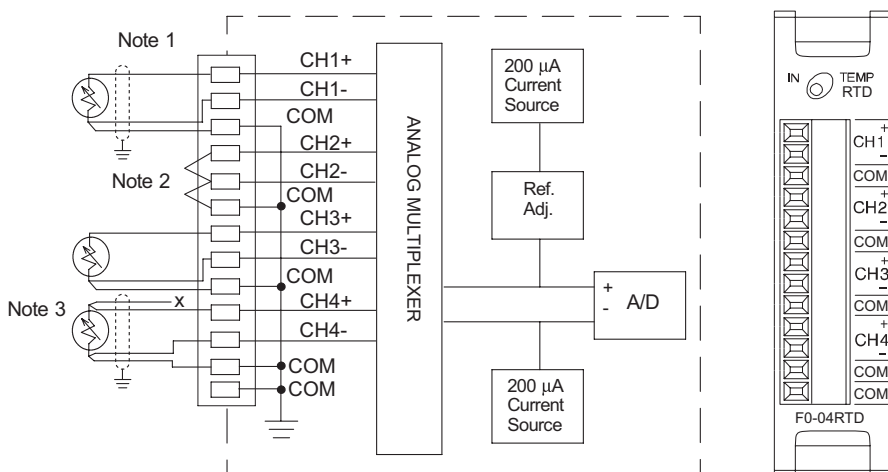 Note 1
CH1+
CH1-
COM
CH2+
CH2-
Note 2
COM
CH3+
CH3-
COM
Note 3
x
CH4+
CH4-
COM
COM
ANALOG MULTIPLEXER
200 µA
Current
Source
Ref.
Adj.
+
-
A/D
200 µA
Current
Source
IN
TEMP
RTD
+
CH1
–
COM
+
CH2
–
COM
+
CH3
–
COM
+
CH4
–
COM
COM
F0-04RTD